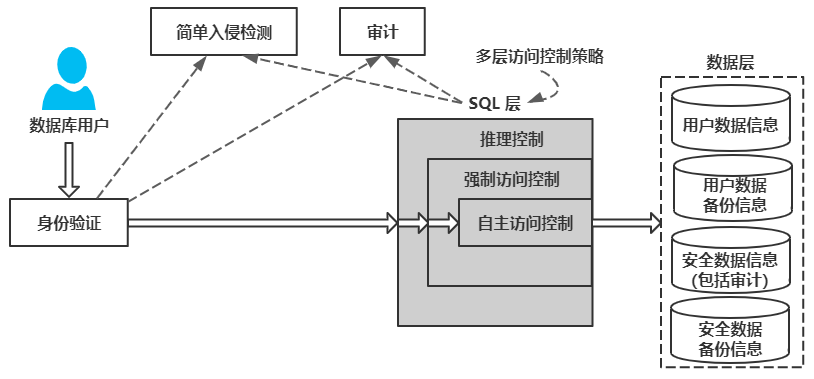 简单入侵检测
审计
多层访问控制策略
数据层
SQL 层
数据库用户
推理控制
用户数据信息
强制访问控制
用户数据
备份信息
身份验证
自主访问控制
安全数据信息
(包括审计)
安全数据
备份信息